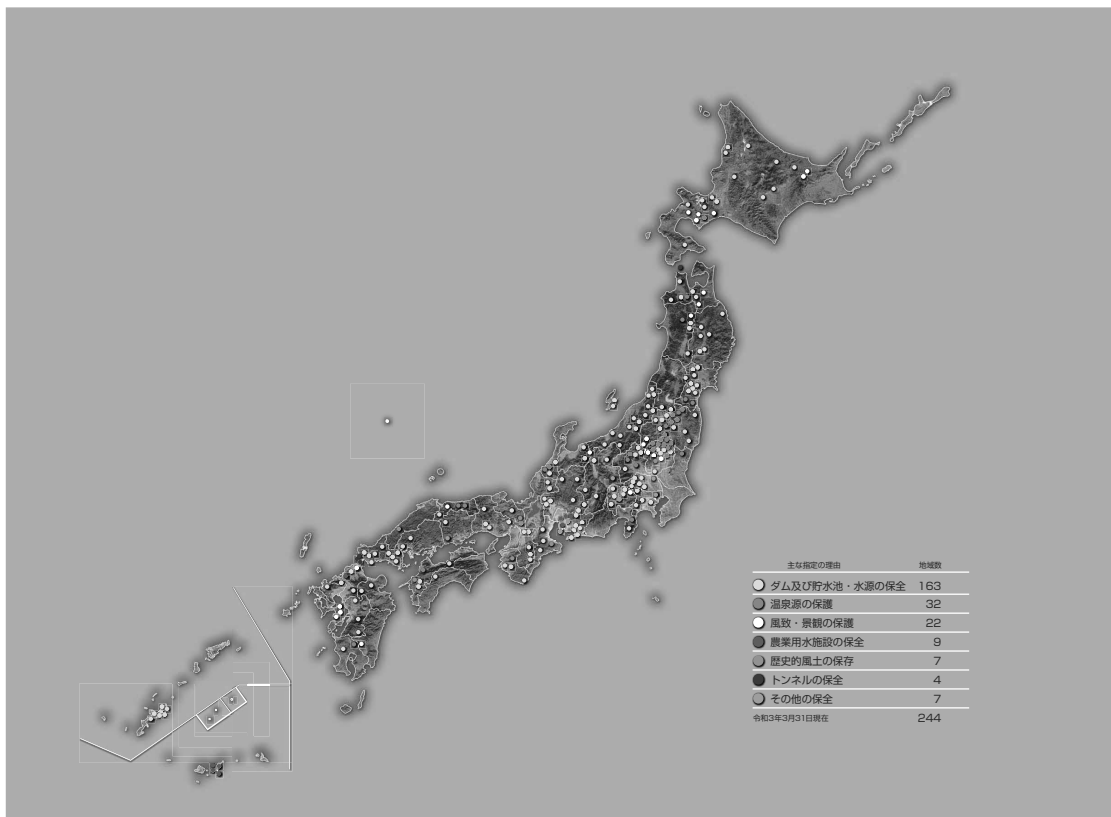 主な指定の理由 地域数
ダム及び貯水池・水源の保全 163
温泉源の保護 32
風致・景観の保護 22
農業用水施設の保全 9
歴史的風土の保存 7
トンネルの保全 4
その他の保全 7
令和3年3月31日現在 244